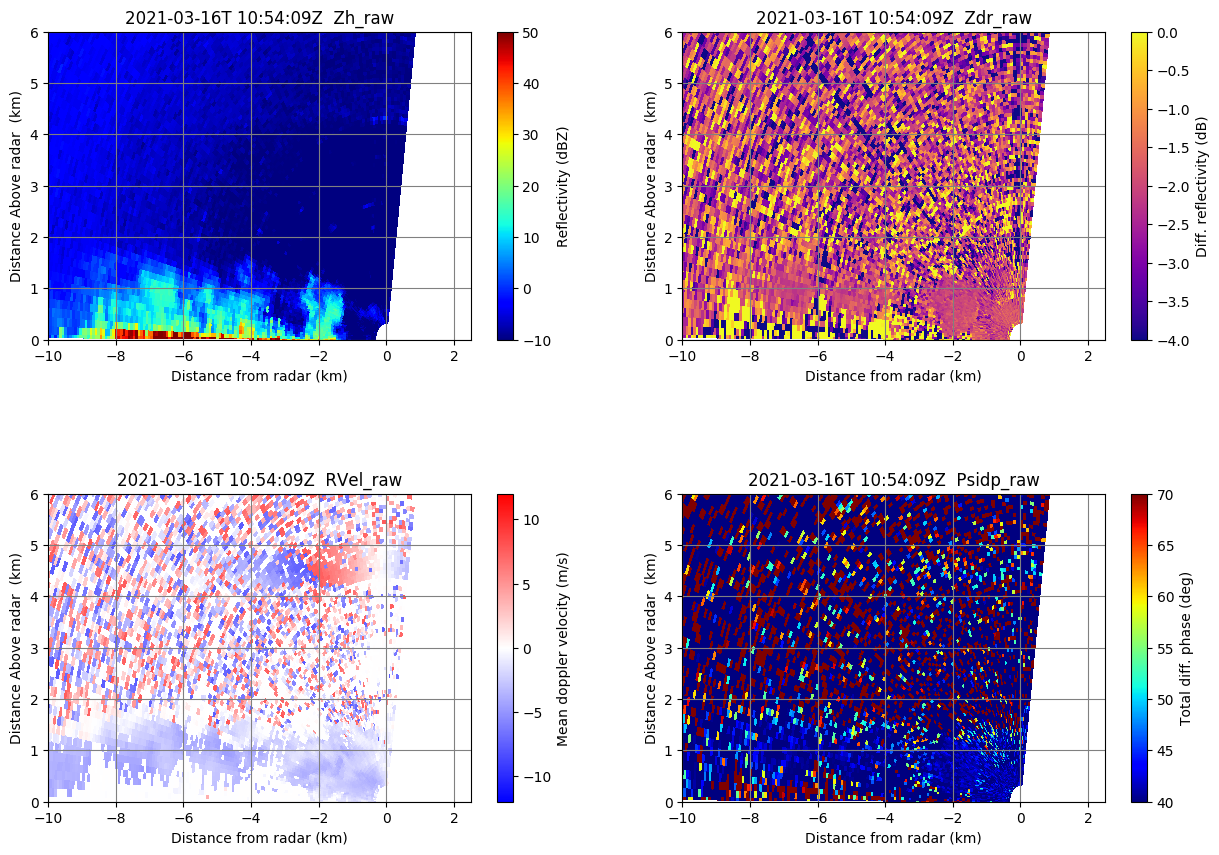 2021-03-16T 10:54:09Z  Zh_raw
6
5
4
3
2
1
0
Distance Above radar  (km)
−10 −8 −6 −4 −2 0 2
Distance from radar (km)
50
40
30
20
10
0
−10
Reflectivity (dBZ)
2021-03-16T 10:54:09Z  Zdr_raw
6
5
4
3
2
1
0
Distance Above radar  (km)
−10 −8 −6 −4 −2 0 2
Distance from radar (km)
0.0
−0.5
−1.0
−1.5
−2.0
−2.5
−3.0
−3.5
−4.0
Diff. reflectivity (dB)
2021-03-16T 10:54:09Z  RVel_raw
6
5
4
3
2
1
0
Distance Above radar  (km)
−10 −8 −6 −4 −2 0 2
Distance from radar (km)
10
5
0
−5
−10
Mean doppler velocity (m/s)
2021-03-16T 10:54:09Z  Psidp_raw
6
5
4
3
2
1
0
Distance Above radar  (km)
−10 −8 −6 −4 −2 0 2
Distance from radar (km)
70
65
60
55
50
45
40
Total diff. phase (deg)